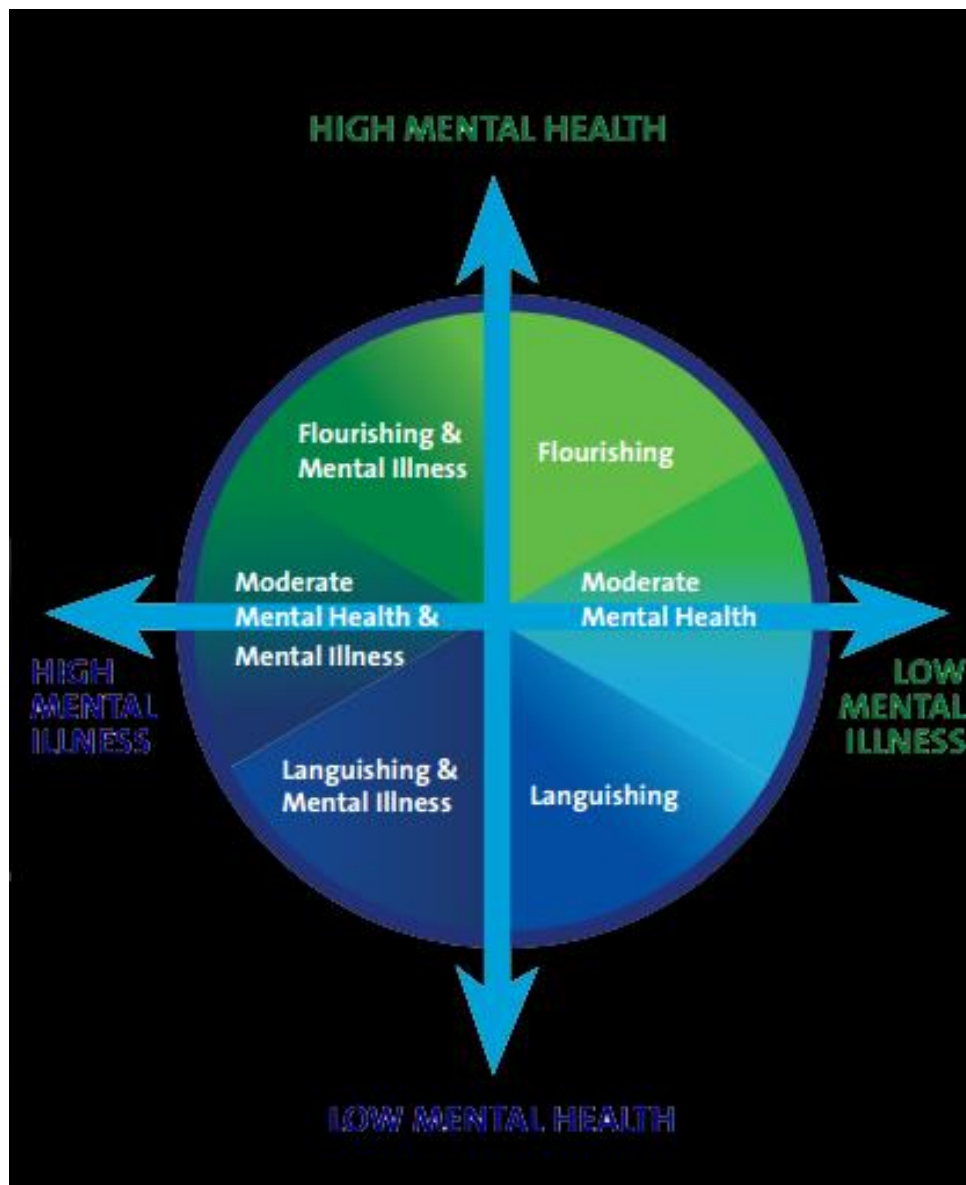 HIGH MENTAL HEALTH
Flourishing &
Mental Illness
Flourishing
Moderate
Mental Health &
Mental Illness
Moderate
Mental Health
HIGH
MENTAL
ILLNESS
LOW
MENTAL
ILLNESS
Languishing &
Mental Illness
Languishing
LOW MENTAL HEALTH